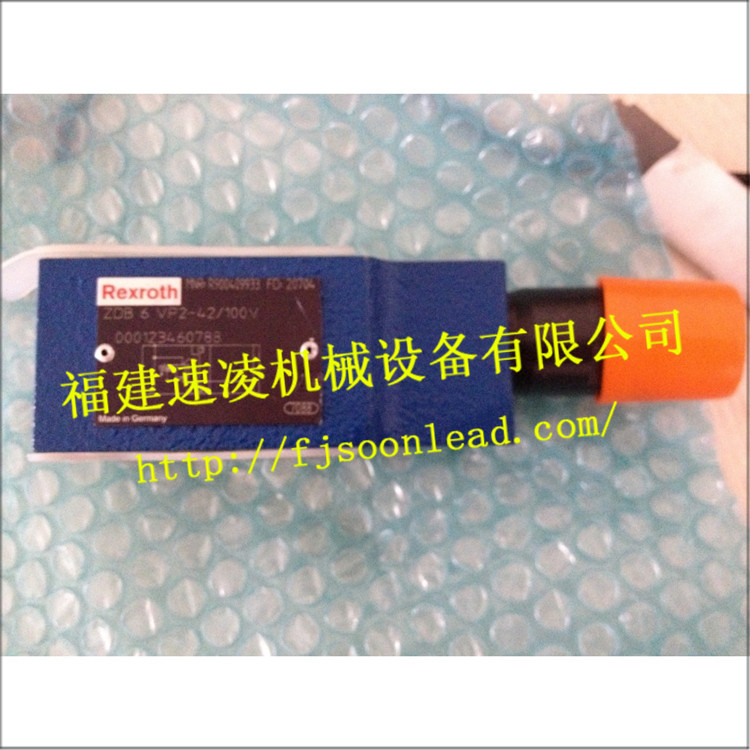 Rexroth
MNR: R900409933 FD: 20704
ZDB 6 VP2-42/100V
000123460788
福建速凌机械设备有限公司
7088
Made in Germany
http://fjsoonlead.com/